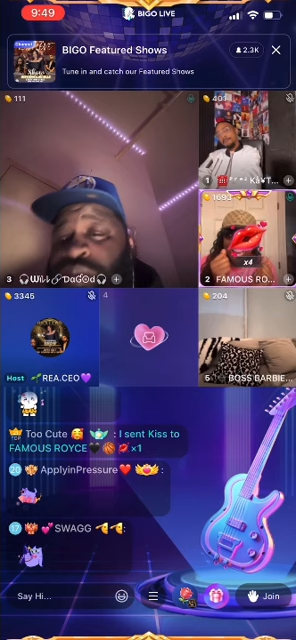 9:49
BIGO LIVE
Channel
BIGO Featured Shows
2.3K
Tune in and catch our Featured Shows
111
1693
x4
3 🎧Will🔗DaGOd🎧
2 FAMOUS RO...
3345
4
204
Host 🌱REA.CEO💜
5 BOSS BARBIE...
Too Cute 🥰 : I sent Kiss to
FAMOUS ROYCE🖤🏀💋×1
20 ApplyinPressure❤️ :
17 💕SWAGG :
Say Hi...
Join